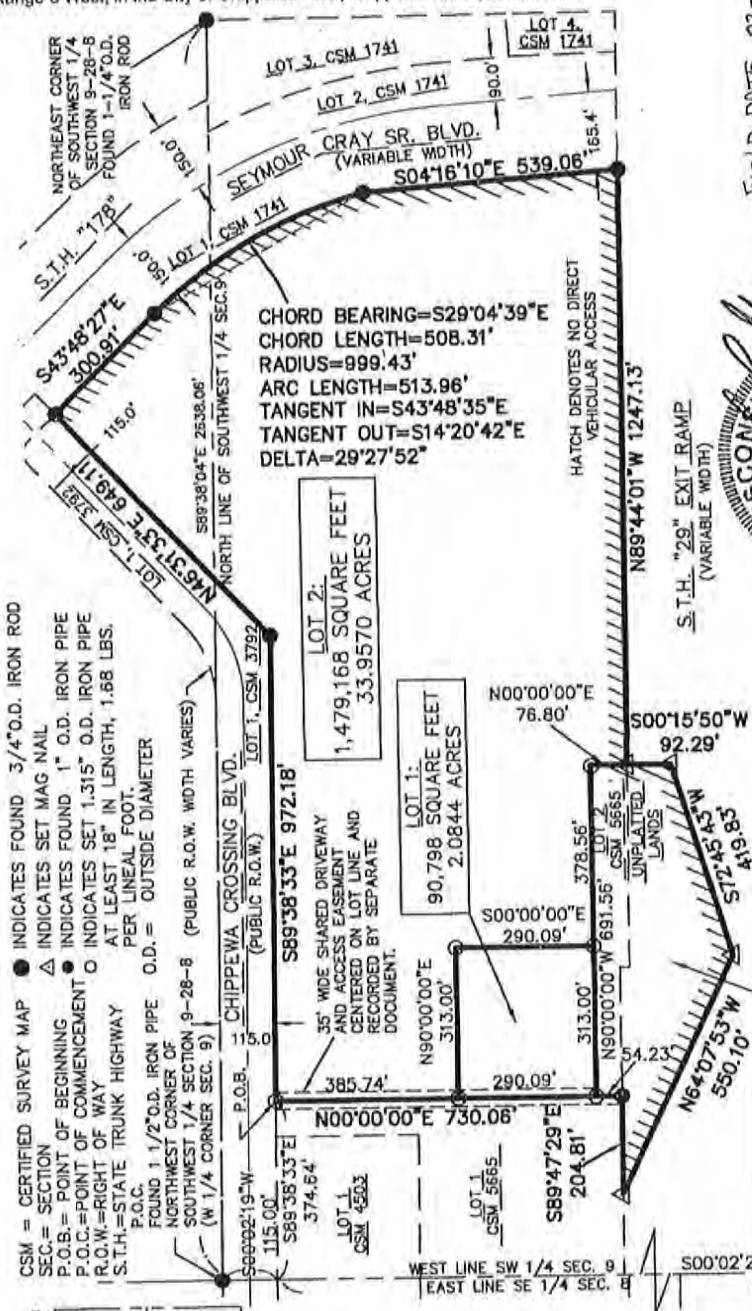 CSM = CERTIFIED SURVEY MAP
SEC.= SECTION
P.O.B.= POINT OF BEGINNING
P.O.C.= POINT OF COMMENCEMENT
R.O.W.=RIGHT OF WAY
S.T.H.=STATE TRUNK HIGHWAY
INDICATES FOUND 3/4"O.D. IRON ROD
INDICATES SET MAG NAIL
INDICATES FOUND 1" O.D. IRON PIPE
INDICATES SET 1.315" O.D. IRON PIPE
AT LEAST 18" IN LENGTH, 1.68 LBS.
PER LINEAL FOOT.
O.D.= OUTSIDE DIAMETER
P.O.C.
FOUND 1-1/2"O.D. IRON PIPE
NORTHWEST CORNER OF
SOUTHWEST 1/4 SECTION 9-28-8
(W 1/4 CORNER SEC. 9)
(PUBLIC R.O.W. WIDTH VARIES)
CHIPPEWA CROSSING BLVD.
(PUBLIC R.O.W.)
LOT 1, CSM 3792
LOT 1, CSM 3792
N46°31'33"E 649.11'
115.0'
S43°48'27"E
300.91'
S.T.H. "178"
150.0'
150.0'
NORTHEAST CORNER
OF SOUTHWEST 1/4
SECTION 9-28-8
FOUND 1-1/4"O.D.
IRON ROD
LOT 3, CSM 1741
LOT 4,
CSM 1741
LOT 2, CSM 1741
90.0'
SEYMOUR CRAY SR. BLVD.
(VARIABLE WIDTH)
165.4'
LOT 1, CSM 1741
S04°16'10"E 539.06'
S89°38'04"E 2638.06'
NORTH LINE OF SOUTHWEST 1/4 SEC.9
CHORD BEARING=S29°04'39"E
CHORD LENGTH=508.31'
RADIUS=999.43'
ARC LENGTH=513.96'
TANGENT IN=S43°48'35"E
TANGENT OUT=S14°20'42"E
DELTA=29°27'52"
HATCH DENOTES NO DIRECT
VEHICULAR ACCESS
N89°44'01"W 1247.13'
S.T.H. "29" EXIT RAMP
(VARIABLE WIDTH)
P.O.B.
115.0
S89°38'33"E 972.18'
LOT 2:
1,479,168 SQUARE FEET
33.9570 ACRES
35' WIDE SHARED DRIVEWAY
AND ACCESS EASEMENT
CENTERED ON LOT LINE AND
RECORDED BY SEPARATE
DOCUMENT.
LOT 1:
90,798 SQUARE FEET
2.0844 ACRES
S00°02'19"W
115.00'
S89°38'33"E
374.64'
385.74'
290.09'
N00°00'00"E 730.06'
N90°00'00"E
313.00'
S00°00'00"E
290.09'
313.00'
378.56'
N90°00'00"W 691.56'
N00°00'00"E
76.80'
S00°15'50"W
92.29'
LOT 2
CSM 5665
UNPLATTED
LANDS
LOT 1
CSM 4503
LOT 1
CSM 5665
S89°47'29"E
204.81'
54.23'
S72°45'43"W
419.83'
N64°07'53"W
550.10'
WEST LINE SW 1/4 SEC. 9
EAST LINE SE 1/4 SEC. 8
S00°02'2